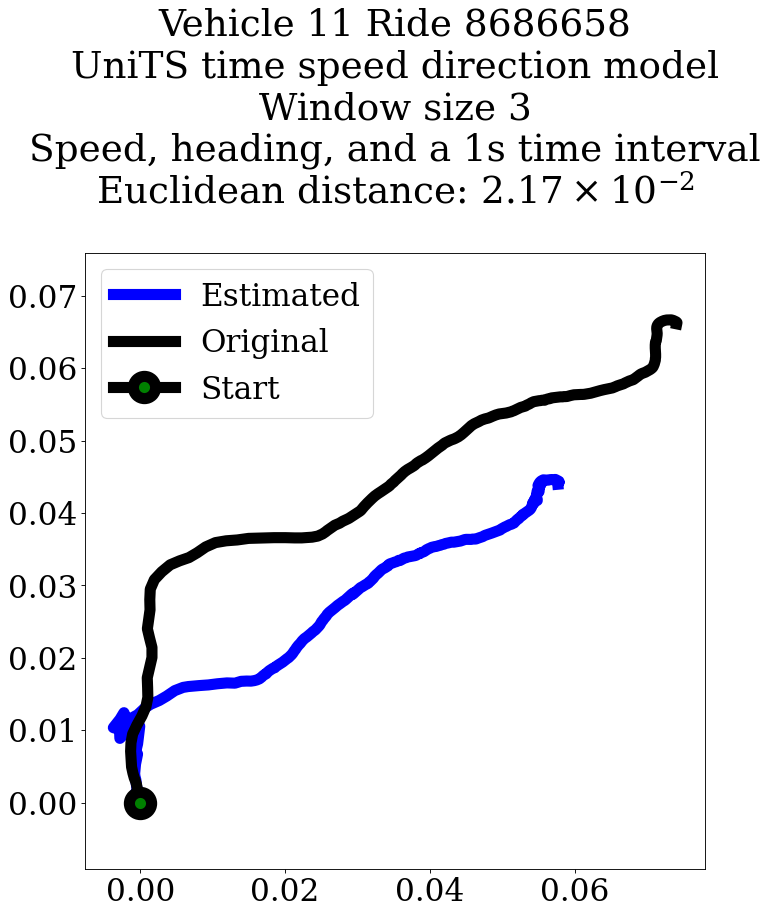 Vehicle 11 Ride 8686658
UniTS time speed direction model
Window size 3
Speed, heading, and a 1s time interval
Euclidean distance: 2.17 × 10⁻²
Estimated
Original
Start
0.07
0.06
0.05
0.04
0.03
0.02
0.01
0.00
0.00 0.02 0.04 0.06